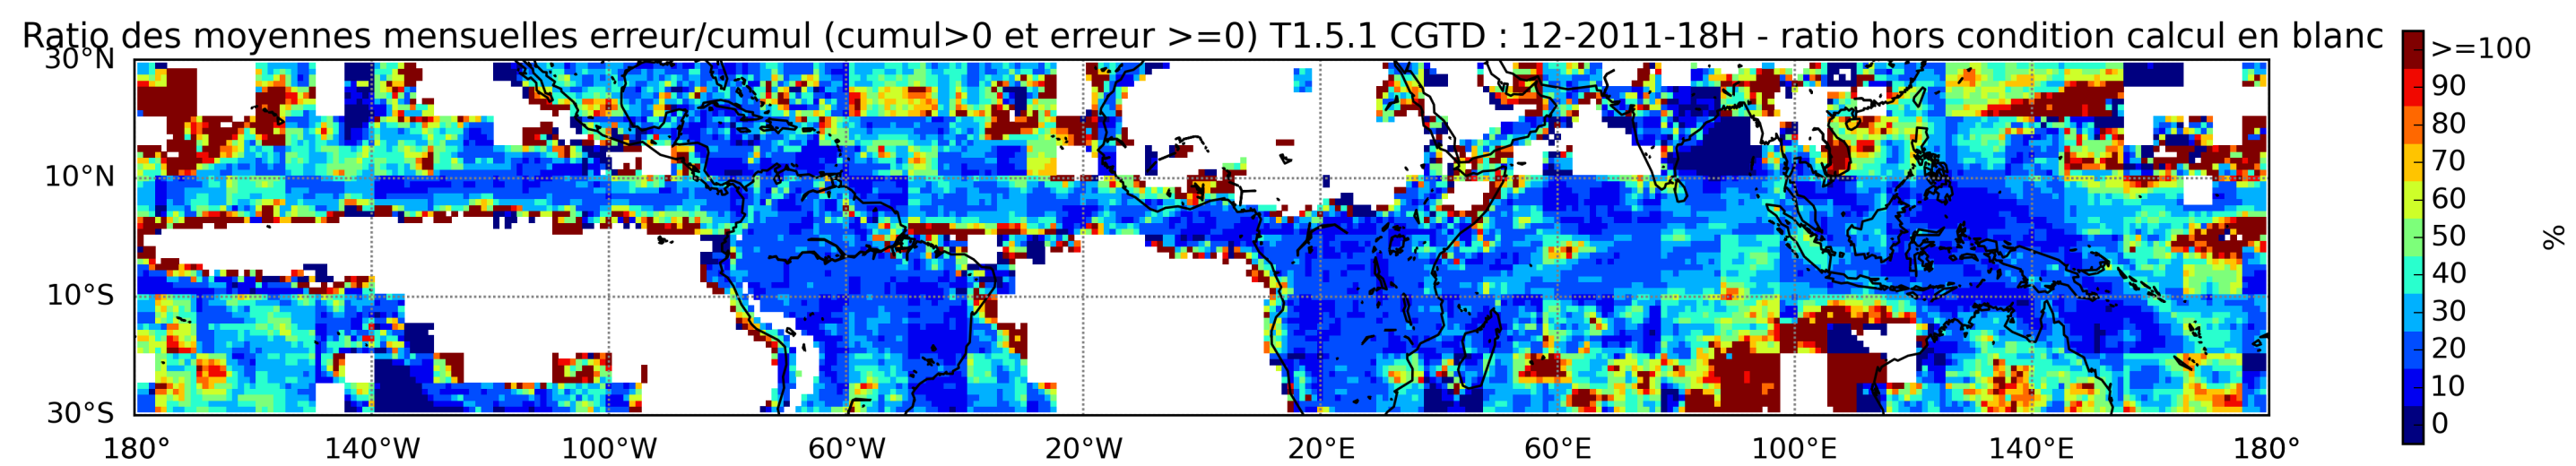 Ratio des moyennes mensuelles erreur/cumul (cumul>0 et erreur >=0) T1.5.1 CGTD : 12-2011-18H - ratio hors condition calcul en blanc
30°N
10°N
10°S
30°S
180° 140°W 100°W 60°W 20°W 20°E 60°E 100°E 140°E 180°
>=100
90
80
70
60
50
40
30
20
10
0
%